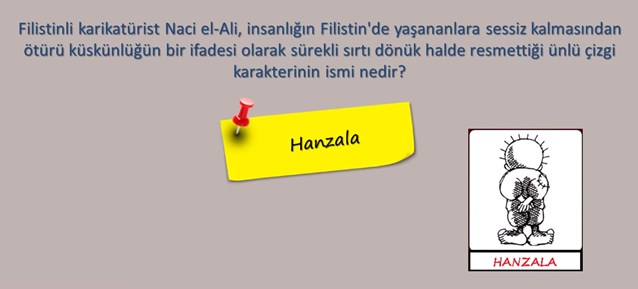 Filistinli karikatürist Naci el-Ali, insanlığın Filistin'de yaşananlara sessiz kalmasından
ötürü küskünlüğün bir ifadesi olarak sürekli sırtı dönük halde resmettiği ünlü çizgi
karakterinin ismi nedir?
Hanzala
HANZALA